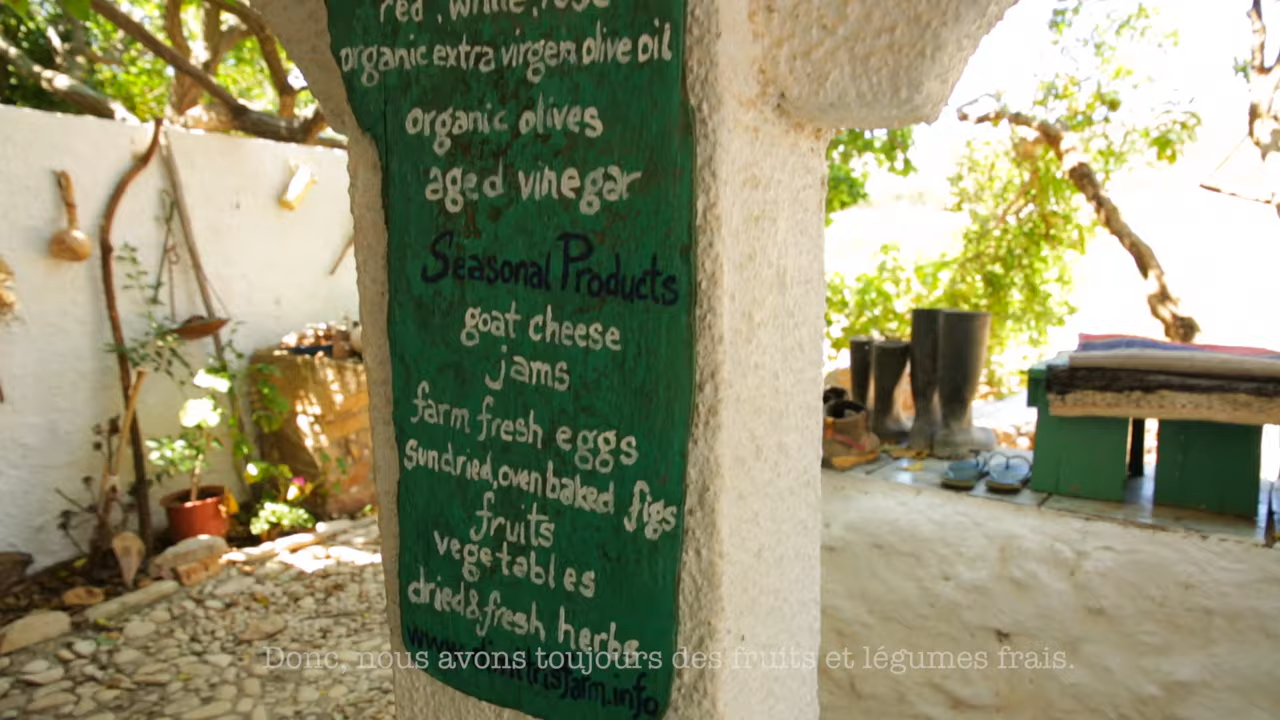 red, white, rose
organic extra virgen olive oil
organic olives
aged vinegar
Seasonal Products
goat cheese
jams
farm fresh eggs
Sundried, oven baked figs
fruits
vegetables
dried & fresh herbs
Donc, nous avons toujours des fruits et légumes frais.